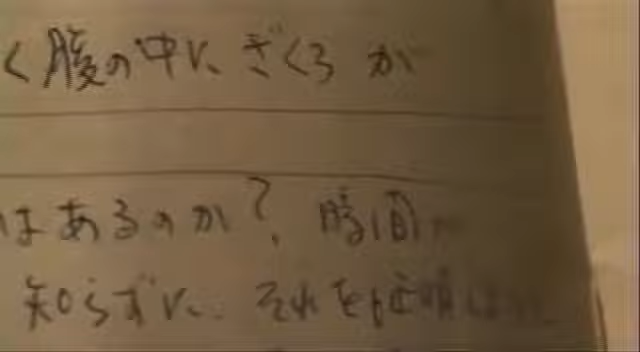 く腹の中に ざくろ が
はあるのか? 瞬間
知らずに それを